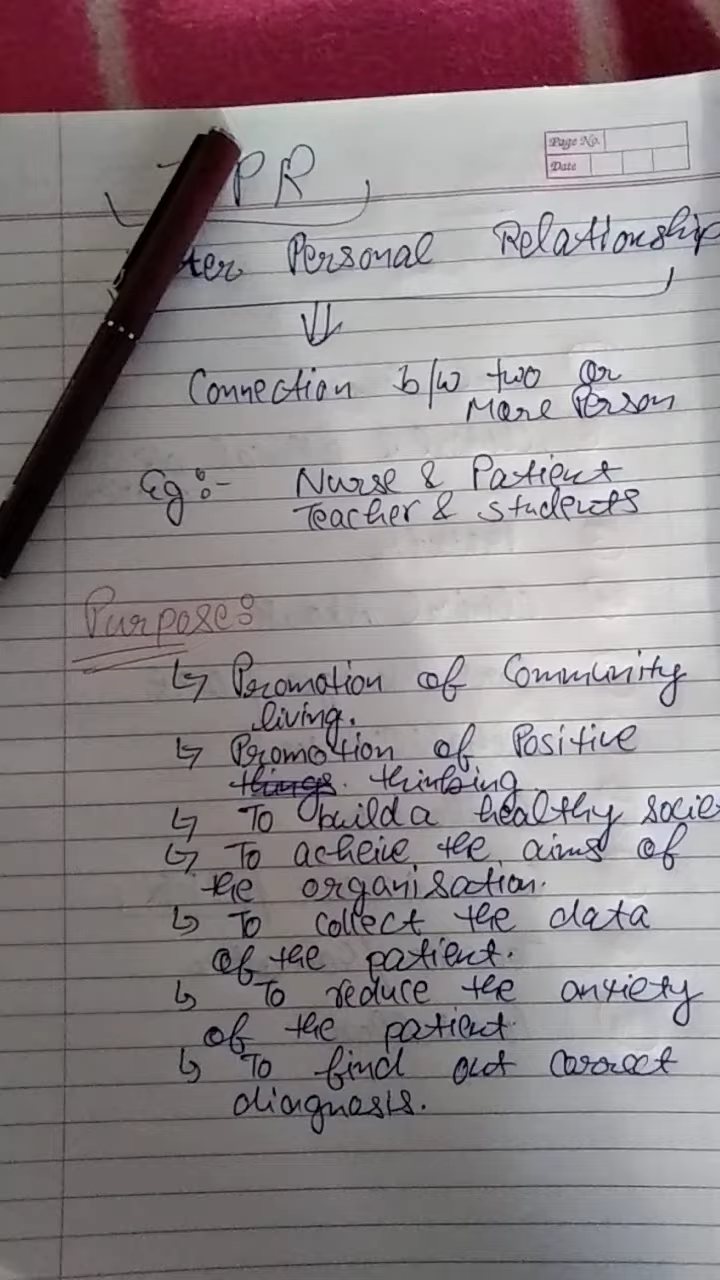 PR
Page No.
Date
ter Personal Relationship
Connection b/w two or
More Person
Eg:- Nurse & Patient
Teacher & students
Purpose:
↳ Promotion of Community
living.
↳ Promotion of Positive
things. thinking
↳ To build a healthy socie
↳ To acheive the aims of
the organisation.
↳ To collect the data
of the patient.
↳ To reduce the anxiety
of the patient.
↳ To find out correct
diagnosis.